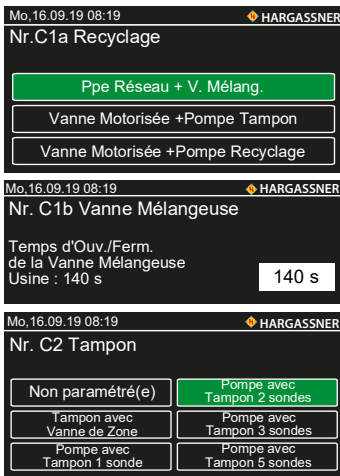 Mo,16.09.19 08:19 HARGASSNER
Nr.C1a Recyclage
Ppe Réseau + V. Mélang.
Vanne Motorisée +Pompe Tampon
Vanne Motorisée +Pompe Recyclage
Mo,16.09.19 08:19 HARGASSNER
Nr. C1b Vanne Mélangeuse
Temps d'Ouv./Ferm.
de la Vanne Mélangeuse
Usine : 140 s 140 s
Mo,16.09.19 08:19 HARGASSNER
Nr. C2 Tampon
Non paramétré(e)
Pompe avec
Tampon 2 sondes
Tampon avec
Vanne de Zone
Pompe avec
Tampon 3 sondes
Pompe avec
Tampon 1 sonde
Pompe avec
Tampon 5 sondes